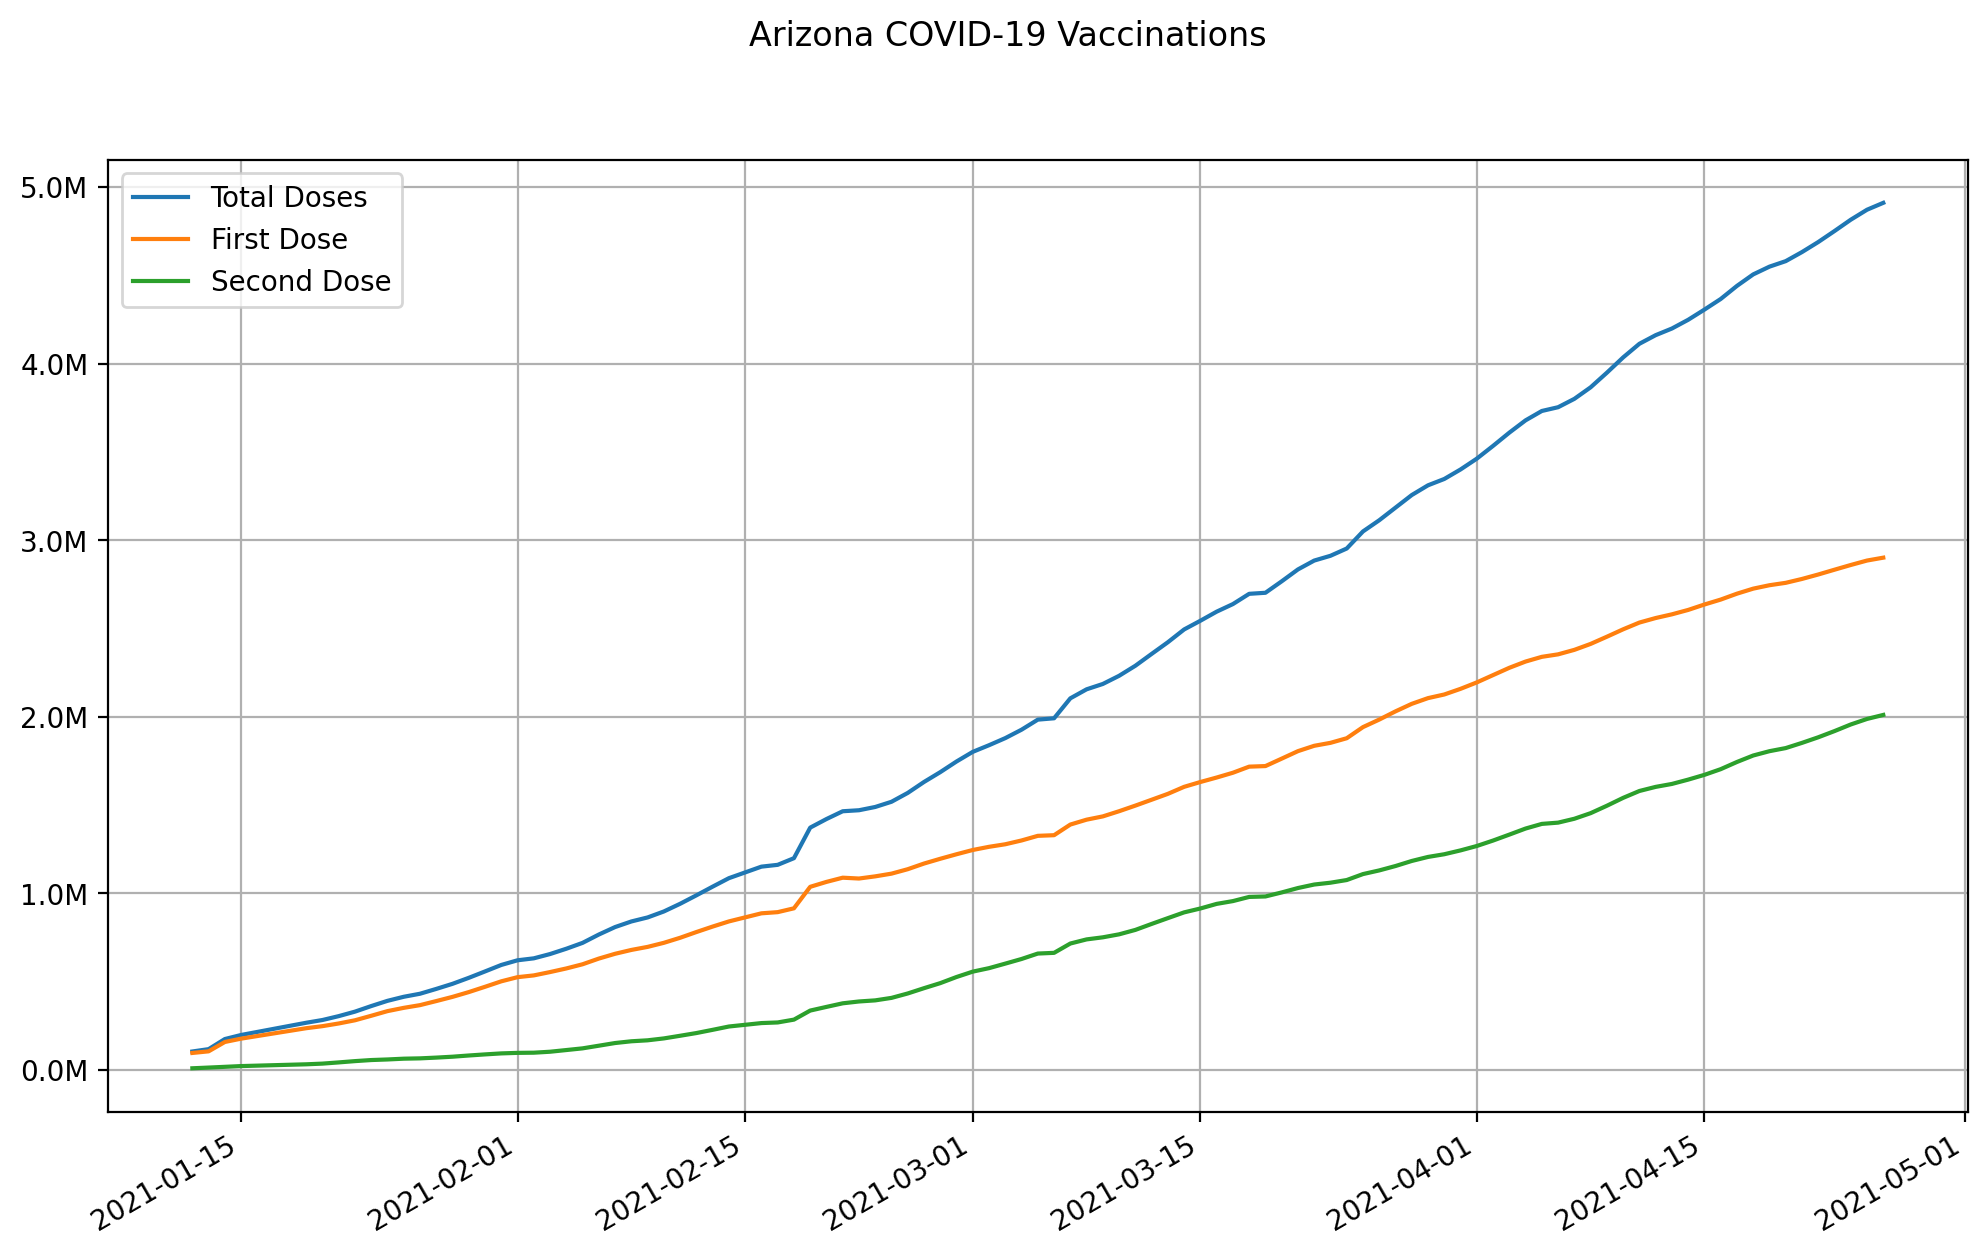 Arizona COVID-19 Vaccinations
Total Doses
First Dose
Second Dose
5.0M
4.0M
3.0M
2.0M
1.0M
0.0M
2021-01-15
2021-02-01
2021-02-15
2021-03-01
2021-03-15
2021-04-01
2021-04-15
2021-05-01